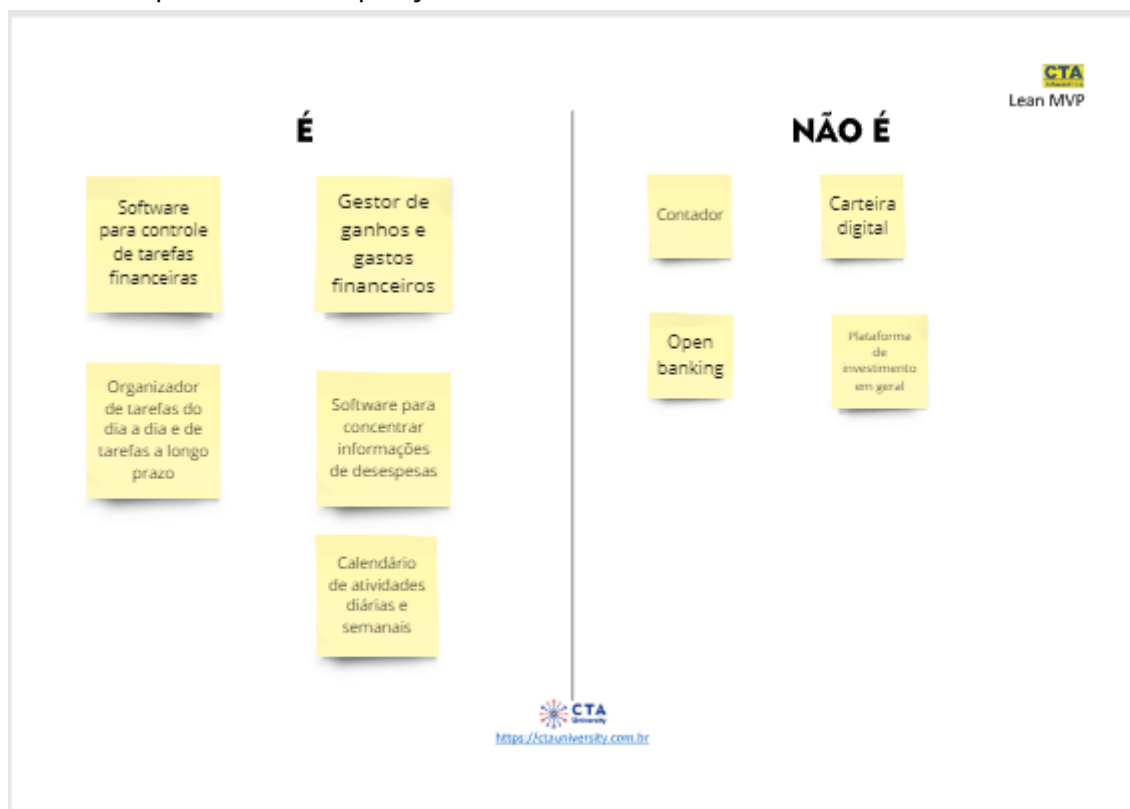 CTA
Lean MVP
É
NÃO É
Software
para controle
de tarefas
financeiras
Gestor de
ganhos e
gastos
financeiros
Contador
Carteira
digital
Organizador
de tarefas do
dia a dia e de
tarefas a longo
prazo
Software para
concentrar
informações
de desespesas
Open
banking
Plataforma
de
investimento
em geral
Calendário
de atividades
diárias e
semanais
CTA
University
https://ctauniversity.com.br